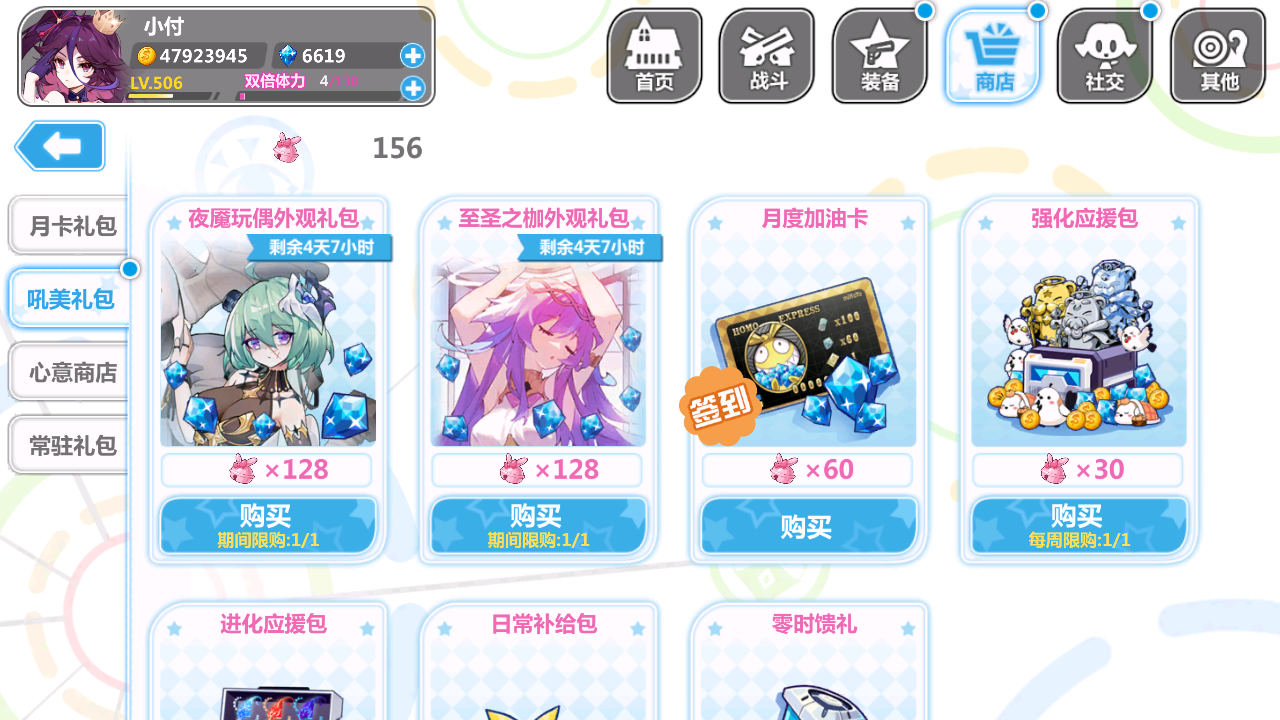 小付
47923945
6619
LV.506
双倍体力
4/130
首页
战斗
装备
商店
社交
其他
156
月卡礼包
吼美礼包
心意商店
常驻礼包
夜魇玩偶外观礼包
剩余4天7小时
×128
购买
期间限购:1/1
至圣之枷外观礼包
剩余4天7小时
×128
购买
期间限购:1/1
月度加油卡
HOMO EXPRESS
x100
x60
签到
×60
购买
强化应援包
×30
购买
每周限购:1/1
进化应援包
日常补给包
零时馈礼